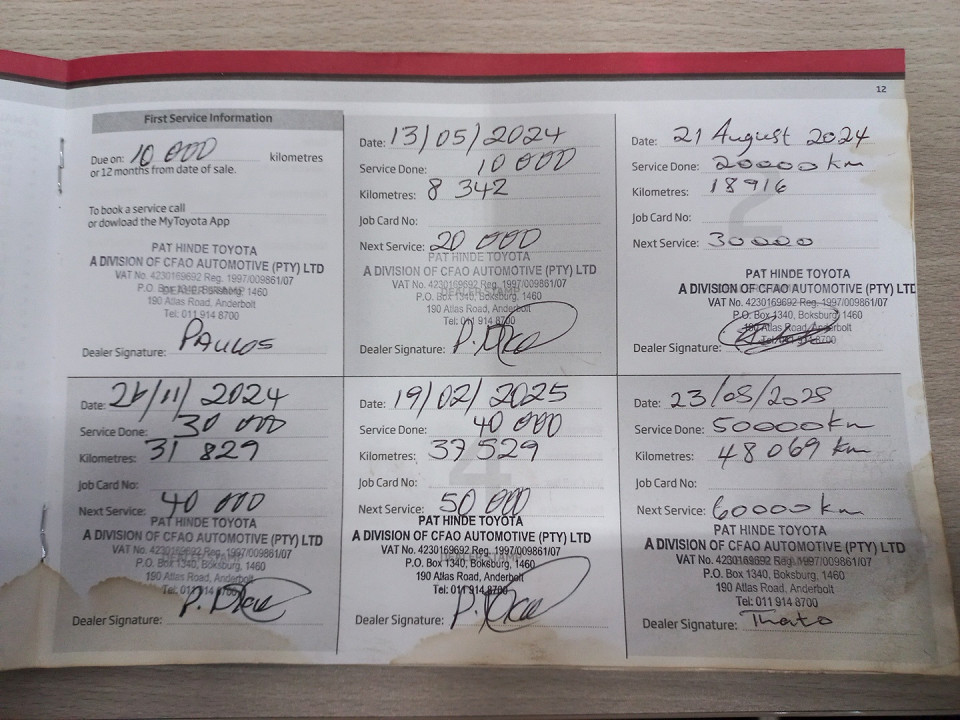 12
First Service Information
Due on: 10 000 kilometres
or 12 months from date of sale.
To book a service call
or dowload the MyToyota App
PAT HINDE TOYOTA
A DIVISION OF CFAO AUTOMOTIVE (PTY) LTD
VAT No. 4230169692 Reg. 1997/009861/07
P.O. Box 1340, Boksburg, 1460
190 Atlas Road, Anderbolt
Tel: 011 914 8700
Dealer Signature: PAULOS
Date: 13/05/2024
Service Done: 10 000
Kilometres: 8 342
Job Card No:
Next Service: 20 000
PAT HINDE TOYOTA
A DIVISION OF CFAO AUTOMOTIVE (PTY) LTD
VAT No. 4230169692 Reg. 1997/009861/07
P.O. Box 1340, Boksburg, 1460
190 Atlas Road, Anderbolt
Tel: 011 914 8700
Dealer Signature:
Date: 21 August 2024
Service Done: 20000 km
Kilometres: 18916
Job Card No:
Next Service: 30000
2
PAT HINDE TOYOTA
A DIVISION OF CFAO AUTOMOTIVE (PTY) LTD
VAT No. 4230169692 Reg. 1997/009861/07
P.O. Box 1340, Boksburg, 1460
190 Atlas Road, Anderbolt
Tel: 011 914 8700
Dealer Signature:
Date: /11/2024
Service Done: 30 000
Kilometres: 31 829
Job Card No:
Next Service: 40 000
PAT HINDE TOYOTA
A DIVISION OF CFAO AUTOMOTIVE (PTY) LTD
VAT No. 4230169692 Reg. 1997/009861/07
P.O. Box 1340, Boksburg, 1460
190 Atlas Road, Anderbolt
Tel: 011 914 8700
Dealer Signature:
Date: 19/02/2025
Service Done: 40 000
Kilometres: 37 529
Job Card No:
4
Next Service: 50 000
PAT HINDE TOYOTA
A DIVISION OF CFAO AUTOMOTIVE (PTY) LTD
VAT No. 4230169692 Reg. 1997/009861/07
P.O. Box 1340, Boksburg, 1460
190 Atlas Road, Anderbolt
Tel: 011 914 8700
Dealer Signature:
Date: 23/05/2025
Service Done: 50000km
Kilometres: 48069 km
Job Card No:
Next Service: 60000km
PAT HINDE TOYOTA
A DIVISION OF CFAO AUTOMOTIVE (PTY) LTD
VAT No. 4230169692 Reg. 1997/009861/07
P.O. Box 1340, Boksburg, 1460
190 Atlas Road, Anderbolt
Tel: 011 914 8700
Dealer Signature: Thato